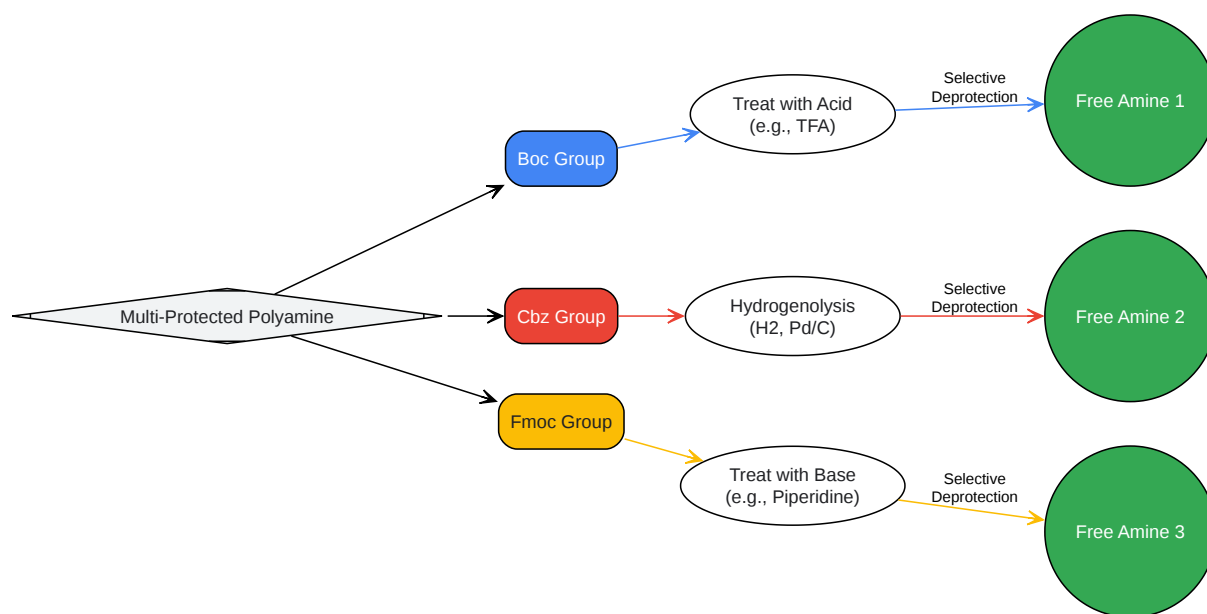 Multi-Protected Polyamine
Boc Group
Treat with Acid
(e.g., TFA)
Selective
Deprotection
Free Amine 1
Cbz Group
Hydrogenolysis
(H2, Pd/C)
Selective
Deprotection
Free Amine 2
Fmoc Group
Treat with Base
(e.g., Piperidine)
Selective
Deprotection
Free Amine 3